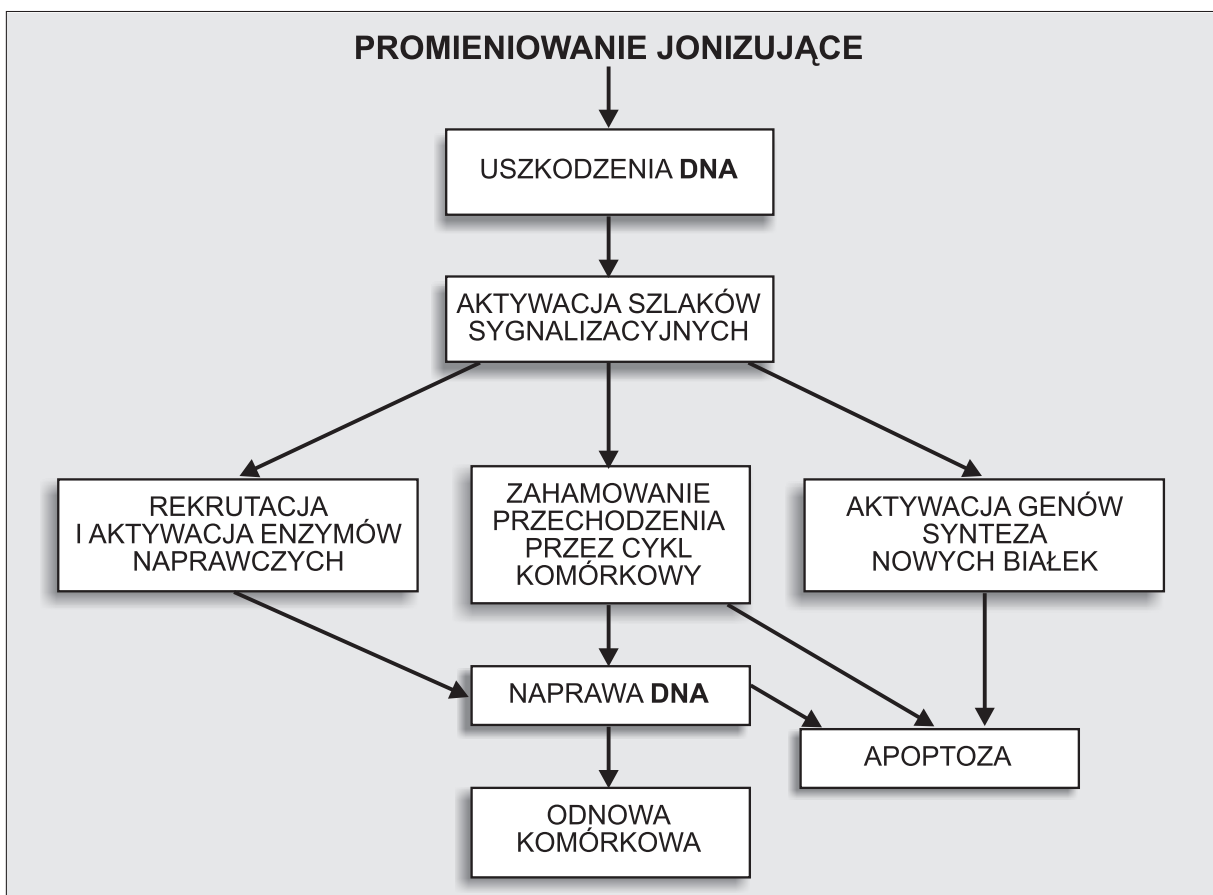 PROMIENIOWANIE JONIZUJĄCE
USZKODZENIA DNA
AKTYWACJA SZLAKÓW
SYGNALIZACYJNYCH
REKRUTACJA
I AKTYWACJA ENZYMÓW
NAPRAWCZYCH
ZAHAMOWANIE
PRZECHODZENIA
PRZEZ CYKL
KOMÓRKOWY
AKTYWACJA GENÓW
SYNTEZA
NOWYCH BIAŁEK
NAPRAWA DNA
APOPTOZA
ODNOWA
KOMÓRKOWA